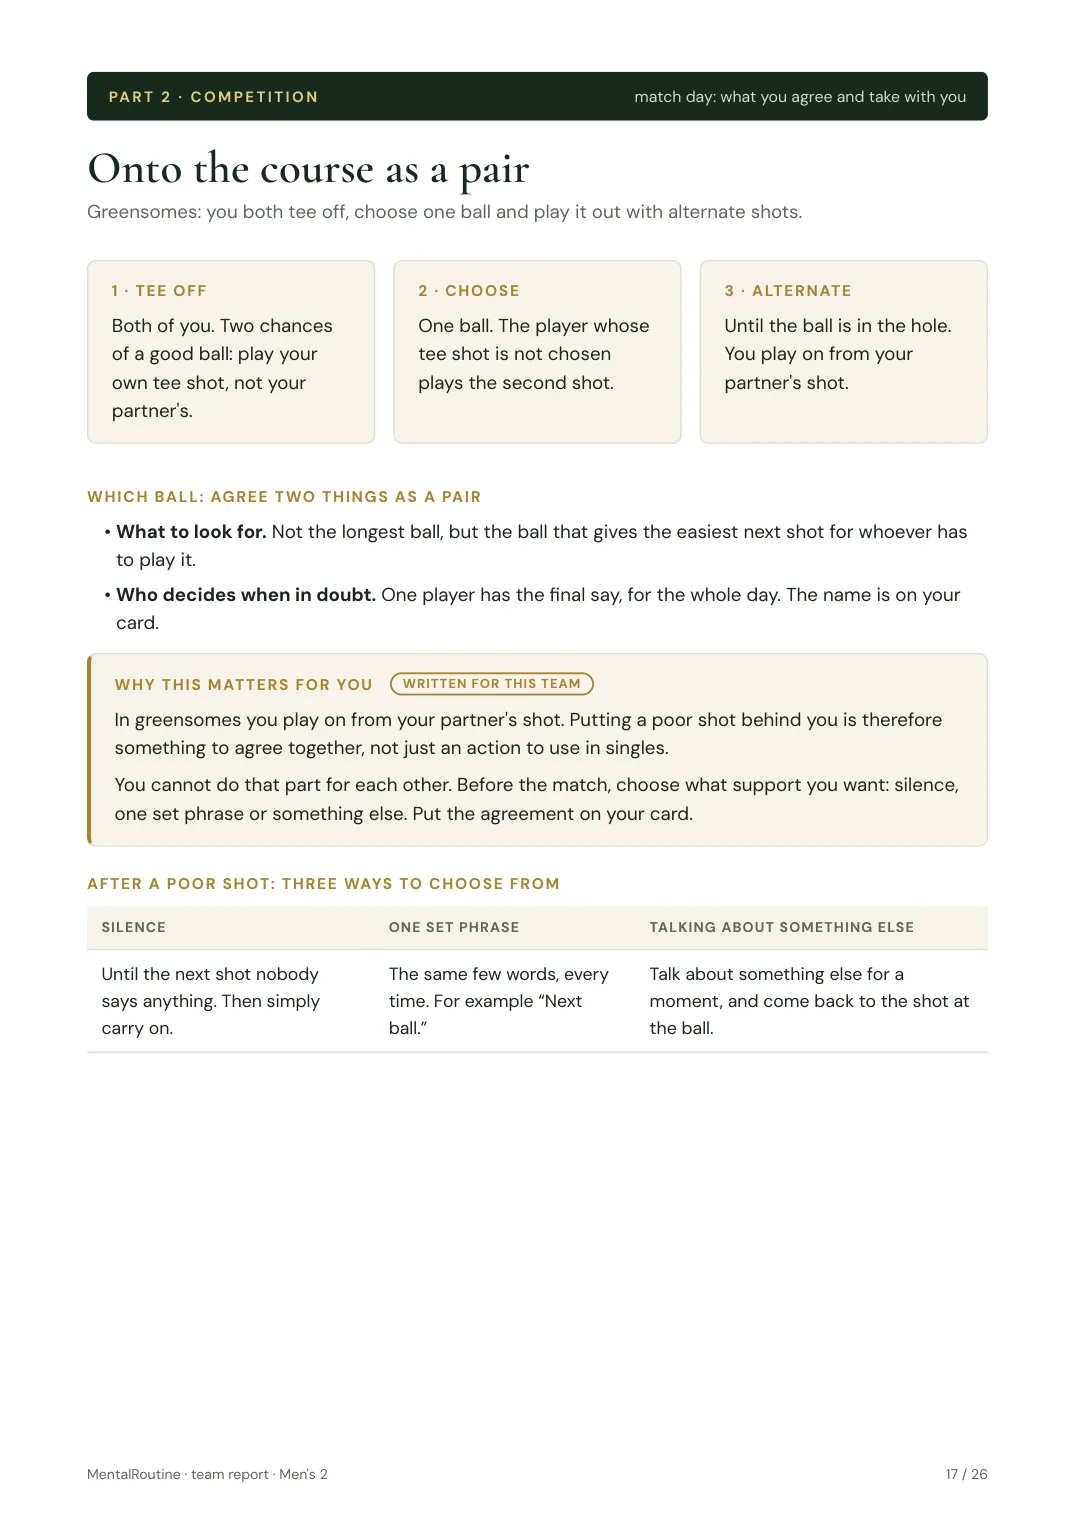 PART 2 · COMPETITION
match day: what you agree and take with you
Onto the course as a pair
Greensomes: you both tee off, choose one ball and play it out with alternate shots.
1 · TEE OFF
Both of you. Two chances
of a good ball: play your
own tee shot, not your
partner's.
2 · CHOOSE
One ball. The player whose
tee shot is not chosen
plays the second shot.
3 · ALTERNATE
Until the ball is in the hole.
You play on from your
partner's shot.
WHICH BALL: AGREE TWO THINGS AS A PAIR
• What to look for. Not the longest ball, but the ball that gives the easiest next shot for whoever has
to play it.
• Who decides when in doubt. One player has the final say, for the whole day. The name is on your
card.
WHY THIS MATTERS FOR YOU WRITTEN FOR THIS TEAM
In greensomes you play on from your partner's shot. Putting a poor shot behind you is therefore
something to agree together, not just an action to use in singles.
You cannot do that part for each other. Before the match, choose what support you want: silence,
one set phrase or something else. Put the agreement on your card.
AFTER A POOR SHOT: THREE WAYS TO CHOOSE FROM
SILENCE
Until the next shot nobody
says anything. Then simply
carry on.
ONE SET PHRASE
The same few words, every
time. For example “Next
ball.”
TALKING ABOUT SOMETHING ELSE
Talk about something else for a
moment, and come back to the shot at
the ball.
MentalRoutine · team report · Men's 2
17 / 26